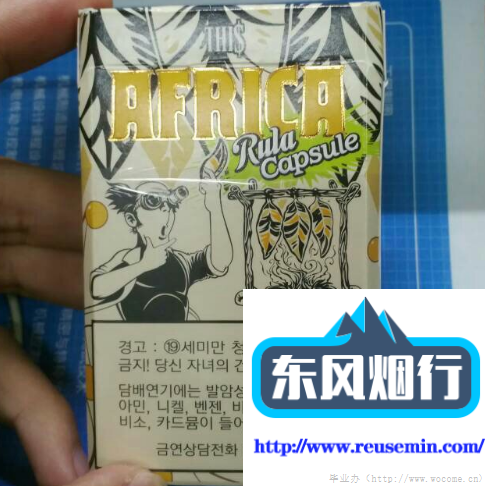 THI$
AFRICA
Rula
Capsule
경고 : ⑲세미만 청
금지! 당신 자녀의 건
담배연기에는 발암성
아민, 니켈, 벤젠, 비
비소, 카드뮴이 들어
금연상담전화
东风烟行
http://www.reusemin.com/
毕业办(http://www.wocome.cn)